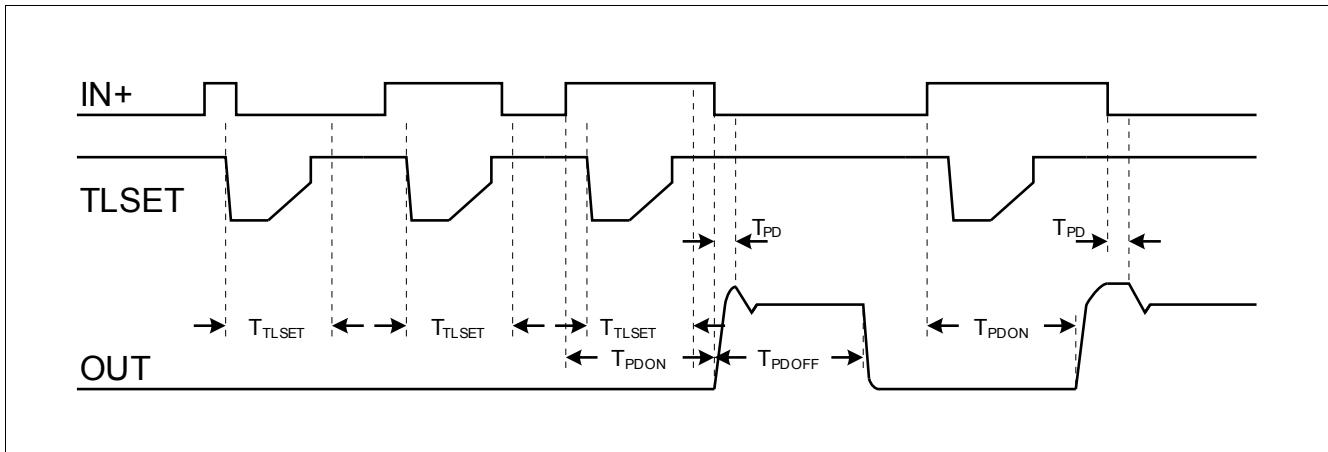 IN+
TLSET
TPD
TPD
TTLSET
TTLSET
TTLSET
TPDON
TPDON
TPDOFF
OUT